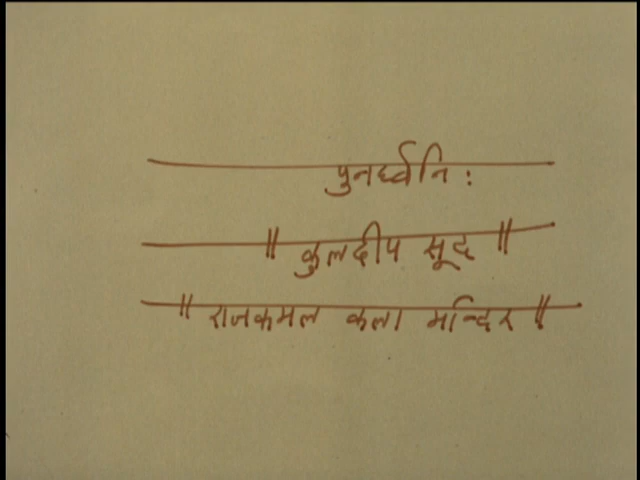 पुनर्ध्वनि :
॥ कुलदीप सूद ॥
॥ राजकमल कला मन्दिर ॥